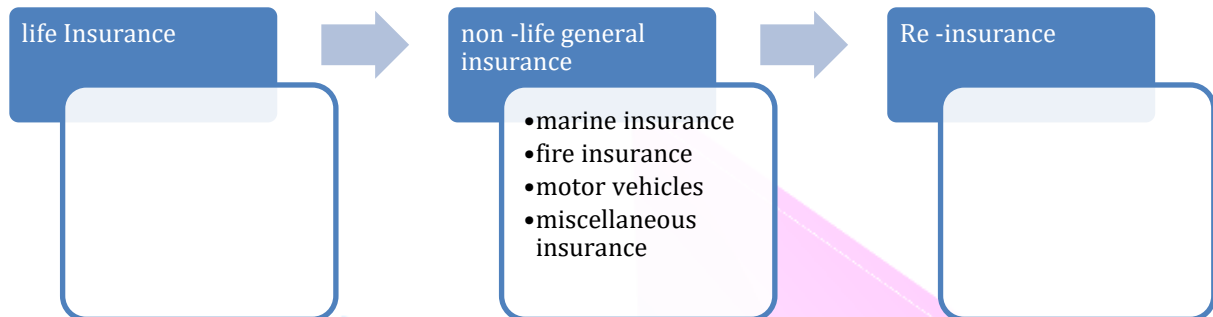 life Insurance
non -life general
insurance
•marine insurance
•fire insurance
•motor vehicles
•miscellaneous
insurance
Re -insurance